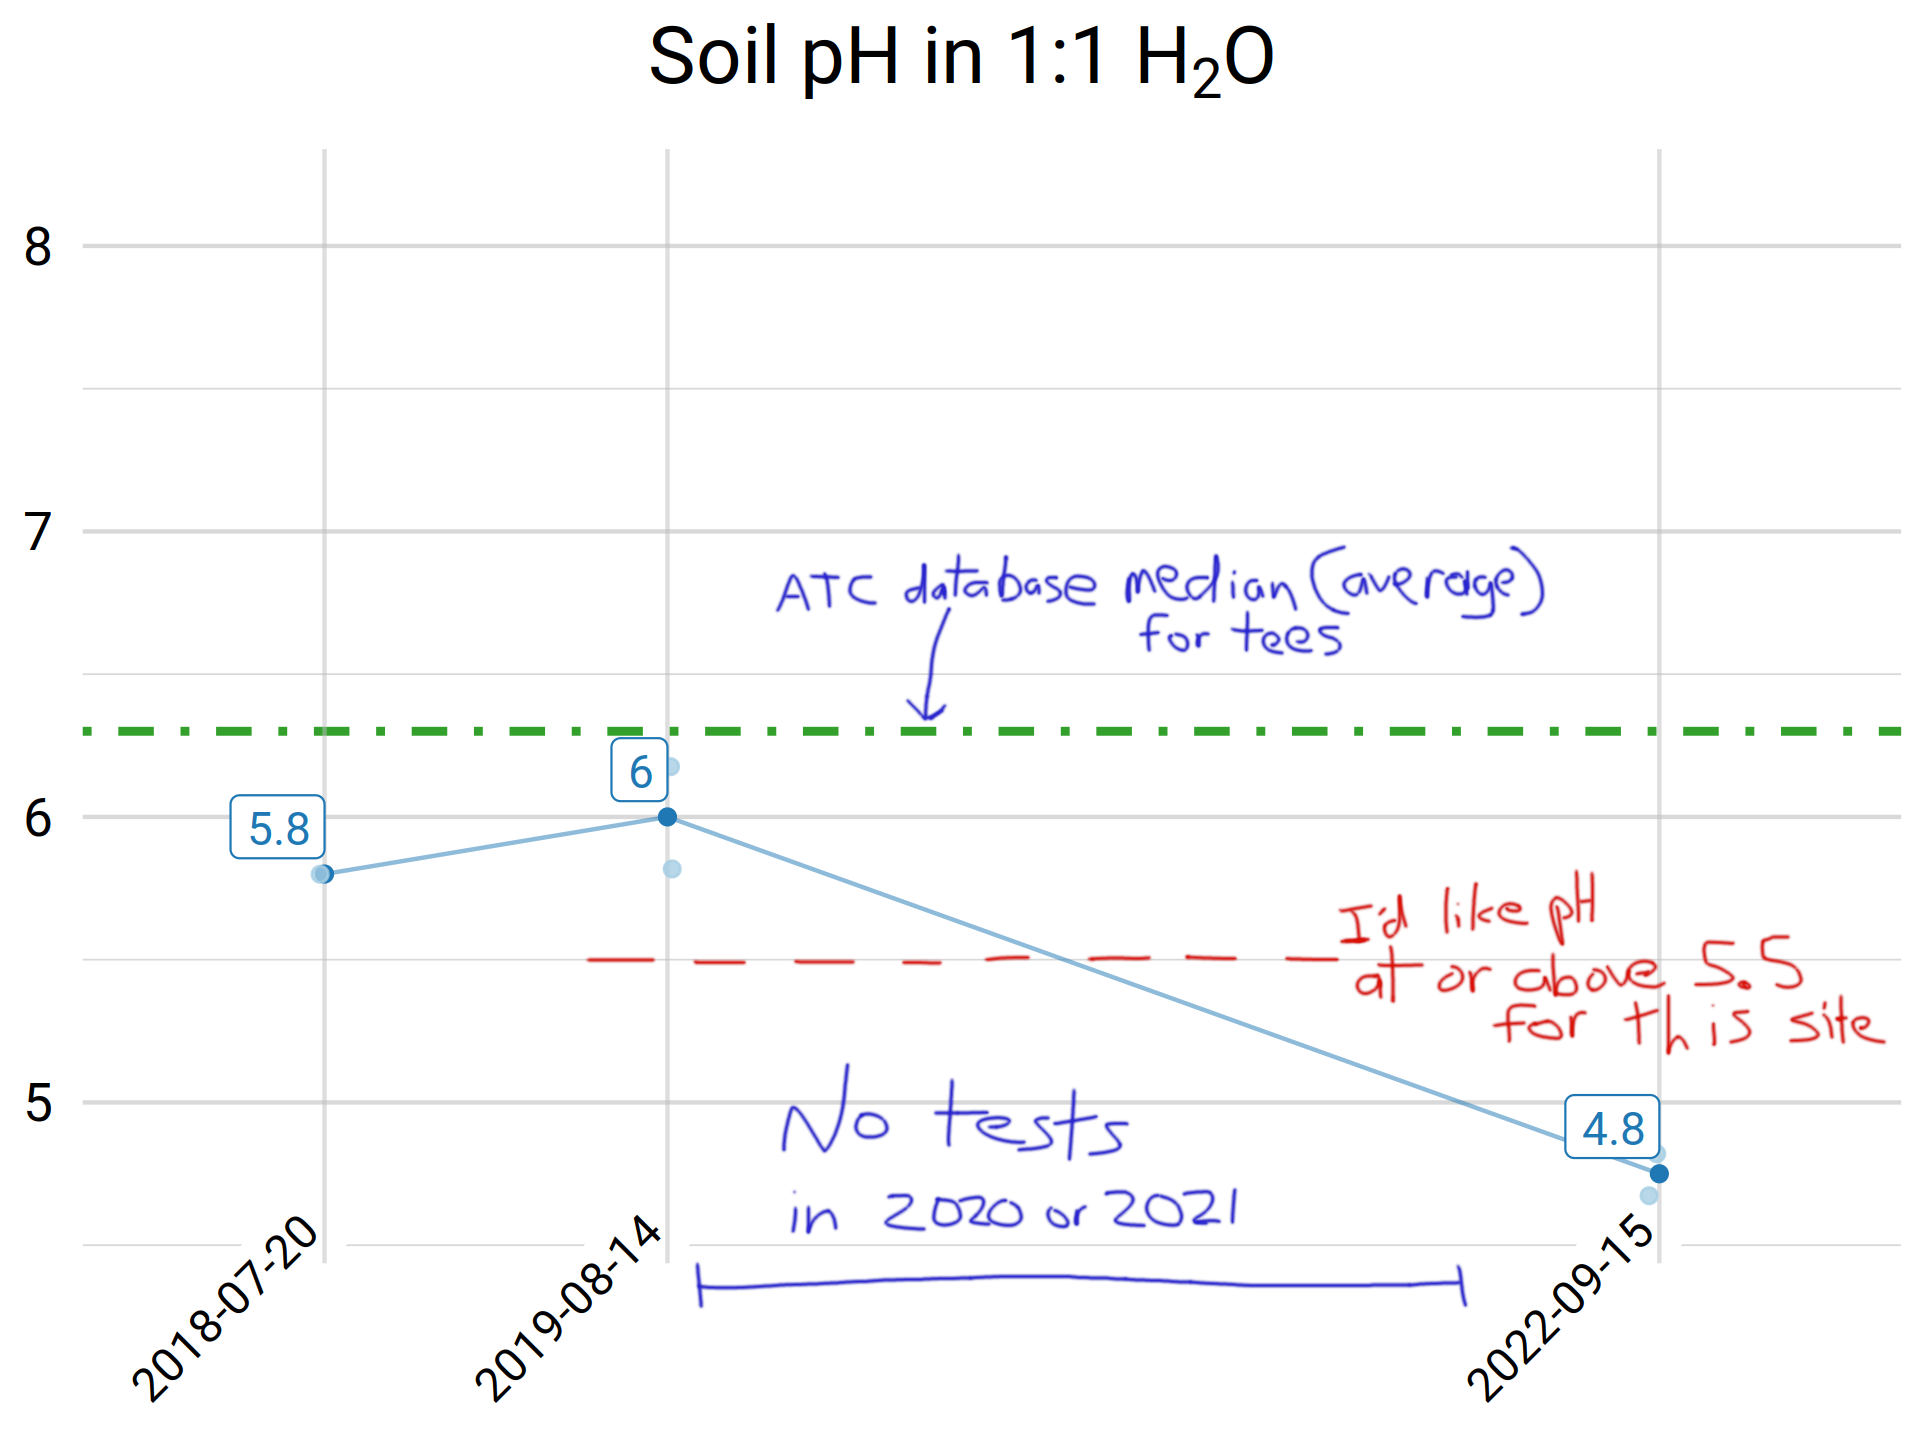 Soil pH in 1:1 H₂O
8
7
ATC database median (average)
for tees
6
5.8
6
I'd like pH
at or above 5.5
for this site
5
4.8
No tests
in 2020 or 2021
2018-07-20
2019-08-14
2022-09-15